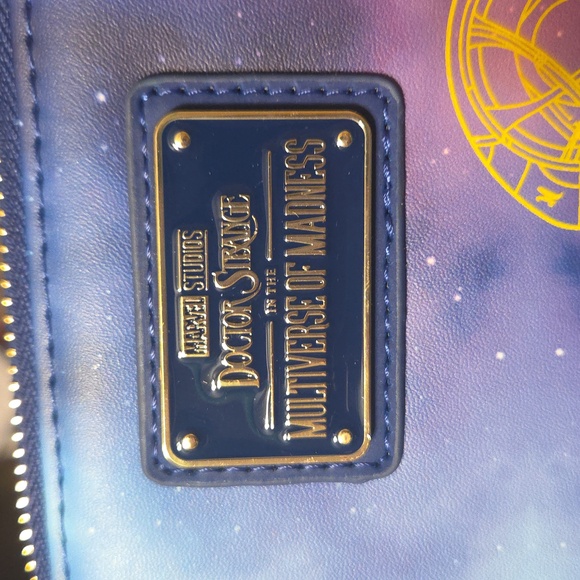 MARVEL STUDIOS
DOCTOR STRANGE
IN THE
MULTIVERSE OF MADNESS